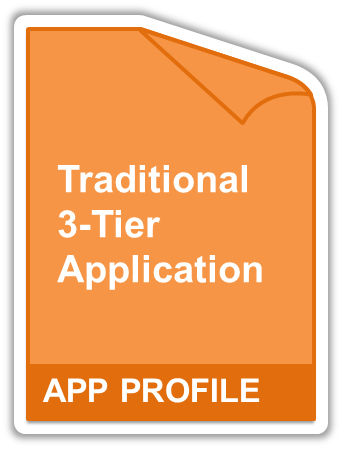 Traditional
3-Tier
Application
APP PROFILE